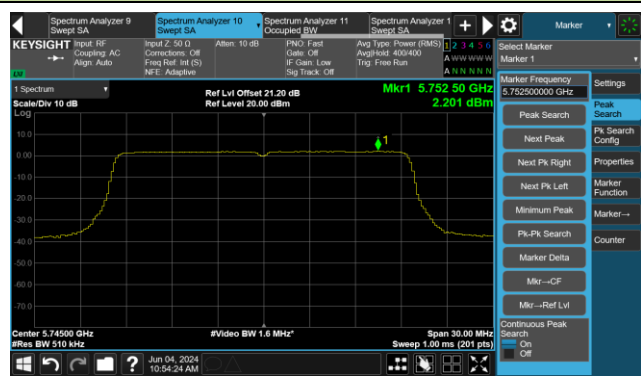 Spectrum Analyzer 9
Swept SA
Spectrum Analyzer 10
Swept SA
Spectrum Analyzer 11
Occupied BW
Spectrum Analyzer 1
Swept SA
Marker
KEYSIGHT
Input: RF
Coupling: AC
Align: Auto
Input Z: 50 Ω
Corrections: Off
Freq Ref: Int (S)
NFE: Adaptive
Atten: 10 dB
PNO: Fast
Gate: Off
IF Gain: Low
Sig Track: Off
Avg Type: Power (RMS)
AvgHold: 400/400
Trig: Free Run
1 2 3 4 5 6
A W W W W W
A N N N N N
Select Marker
Marker 1
1 Spectrum
Scale/Div 10 dB
Log
Ref Lvl Offset 21.20 dB
Ref Level 20.00 dBm
Mkr1 5.752 50 GHz
2.201 dBm
10.0
0.00
-10.0
-20.0
-30.0
-40.0
-50.0
-60.0
-70.0
1
Center 5.74500 GHz
#Res BW 510 kHz
#Video BW 1.6 MHz*
Span 30.00 MHz
Sweep 1.00 ms (201 pts)
Marker Frequency
5.752500000 GHz
Peak Search
Next Peak
Next Pk Right
Next Pk Left
Minimum Peak
Pk-Pk Search
Marker Delta
Mkr→CF
Mkr→Ref Lvl
Continuous Peak
Search
On
Off
Settings
Peak
Search
Pk Search
Config
Properties
Marker
Function
Marker→
Counter
?
Jun 04, 2024
10:54:24 AM